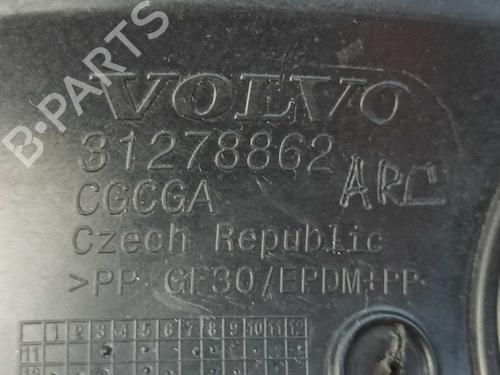 B-PARTS
VOLVO
31278862
CGCGA
ARC
Czech Republic
>PP-GF30/EPDM+PP-
1 2 3 4 5 6 7 8 9 10 11 12
11